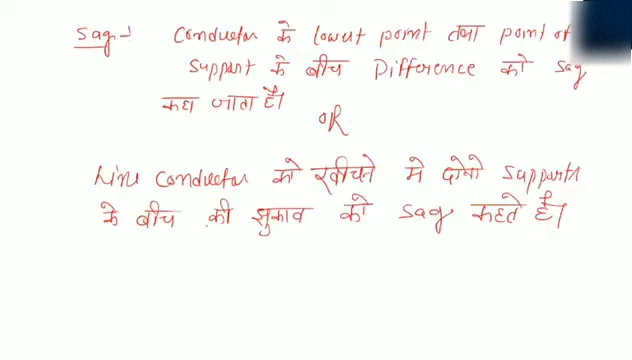 Sag :- Conductor के lowest point तथा point of
support के बीच Difference को sag
कहा जाता है।
OR
Line conductor को खीचने मे दोनो supports
के बीच की झुकाव को sag कहते है।